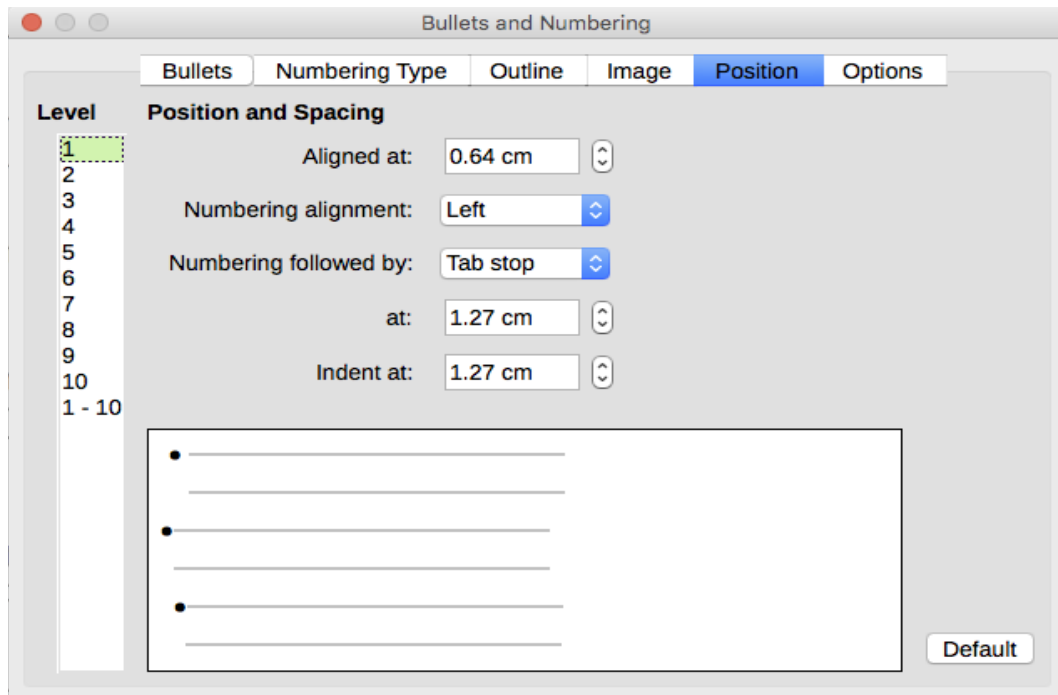 Bullets and Numbering
Bullets Numbering Type Outline Image Position Options
Level
1
2
3
4
5
6
7
8
9
10
1 - 10
Position and Spacing
Aligned at: 0.64 cm
Numbering alignment: Left
Numbering followed by: Tab stop
at: 1.27 cm
Indent at: 1.27 cm
Default